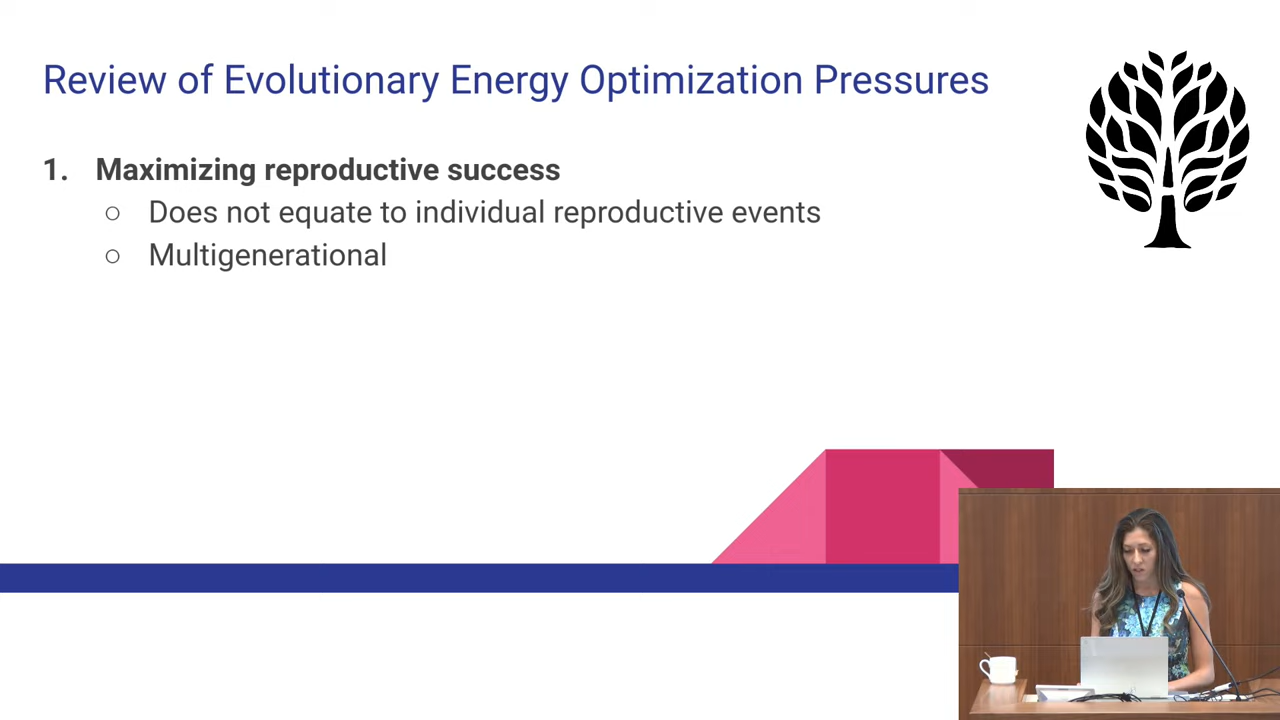 Review of Evolutionary Energy Optimization Pressures
1. Maximizing reproductive success
○ Does not equate to individual reproductive events
○ Multigenerational